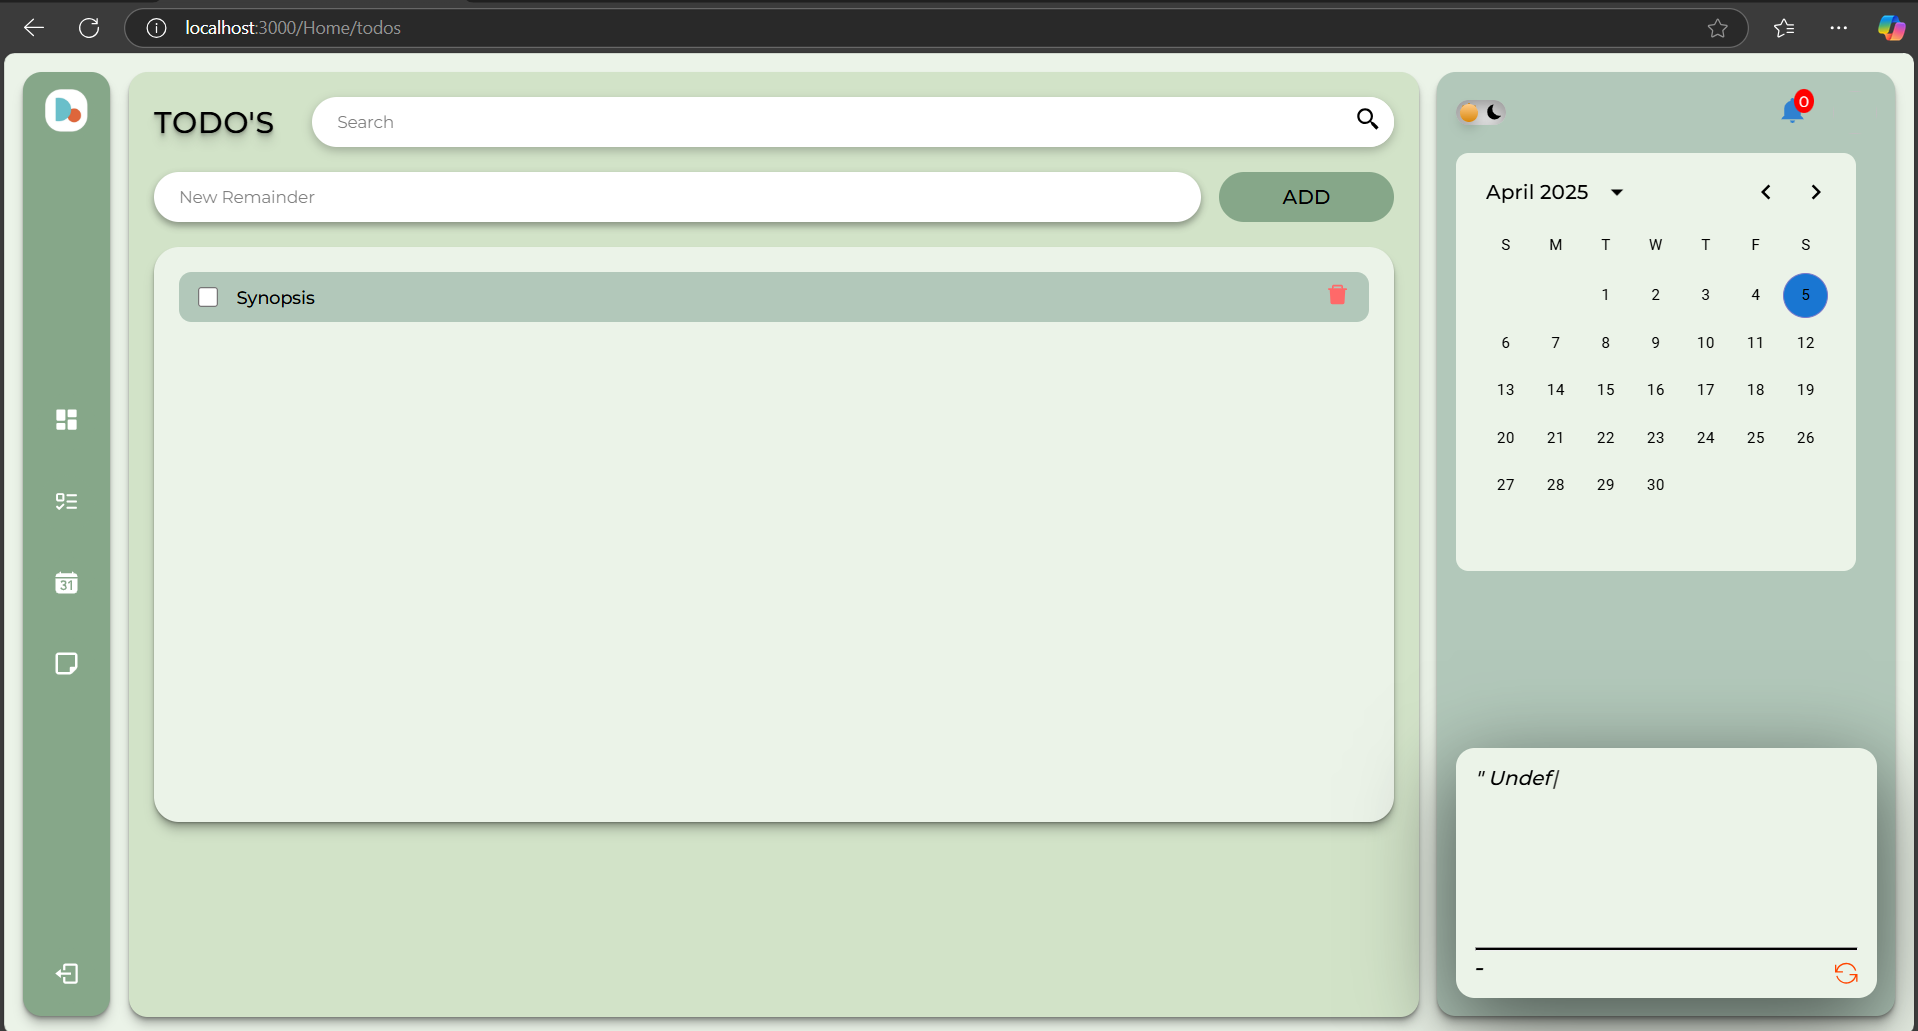 localhost:3000/Home/todos
TODO'S
Search
New Remainder
ADD
Synopsis
31
0
April 2025
S M T W T F S
1 2 3 4 5
6 7 8 9 10 11 12
13 14 15 16 17 18 19
20 21 22 23 24 25 26
27 28 29 30
" Undef|
-